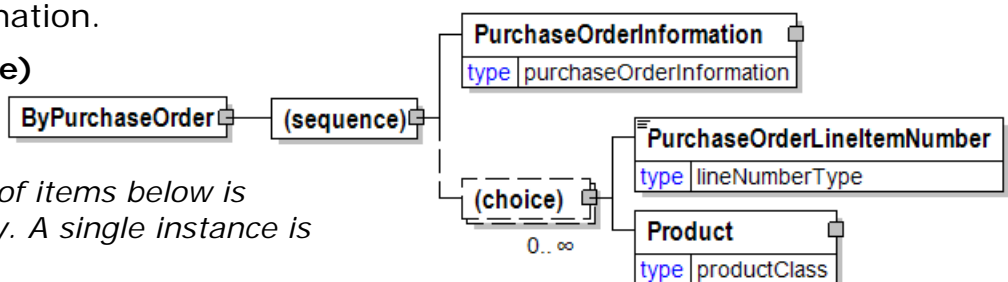 nation.
e)
ByPurchaseOrder
(sequence)
PurchaseOrderInformation
type purchaseOrderInformation
(choice)
0.. ∞
PurchaseOrderLineItemNumber
type lineNumberType
Product
type productClass
of items below is
y. A single instance is